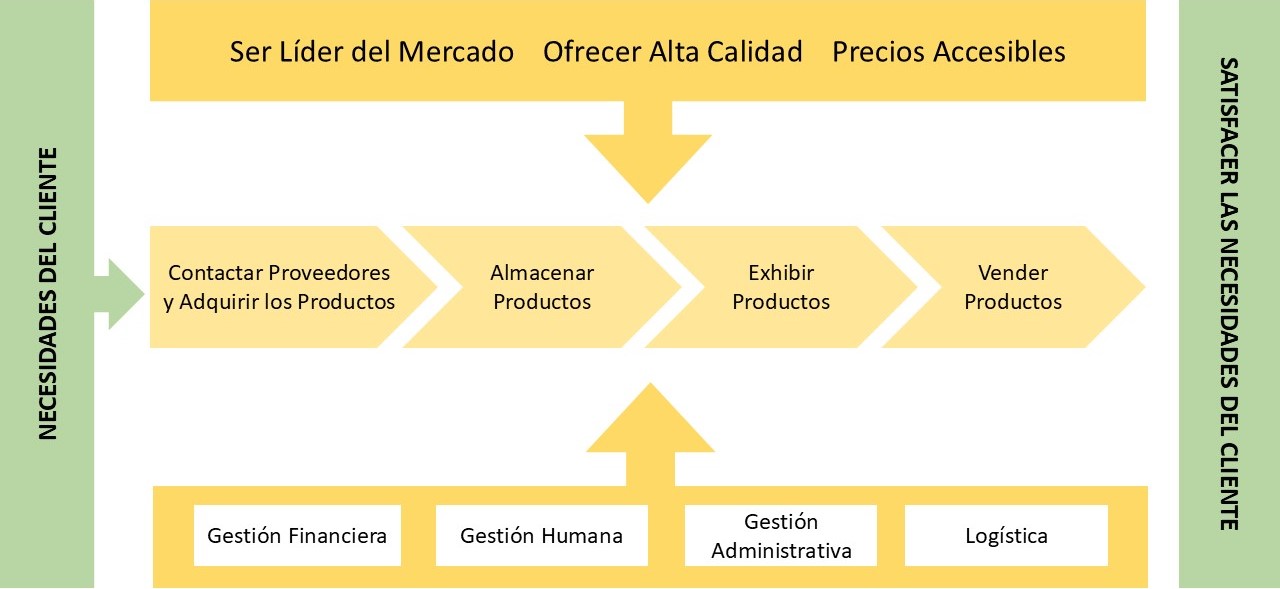 Ser Líder del Mercado Ofrecer Alta Calidad Precios Accesibles
NECESIDADES DEL CLIENTE
Contactar Proveedores
y Adquirir los Productos
Almacenar
Productos
Exhibir
Productos
Vender
Productos
SATISFACER LAS NECESIDADES DEL CLIENTE
Gestión Financiera
Gestión Humana
Gestión
Administrativa
Logística